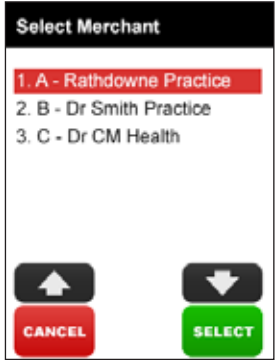 Select Merchant
1. A - Rathdowne Practice
2. B - Dr Smith Practice
3. C - Dr CM Health
CANCEL
SELECT